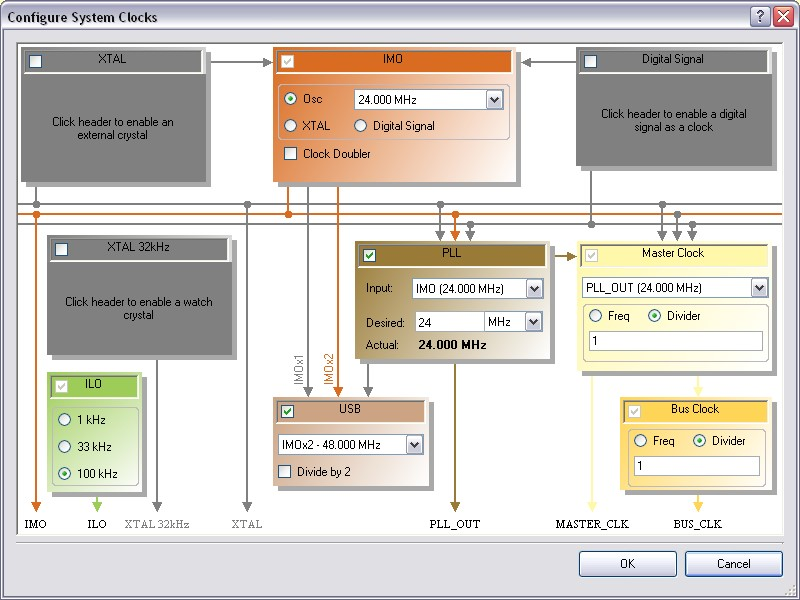 Configure System Clocks
XTAL
Click header to enable an
external crystal
IMO
Osc
24.000 MHz
XTAL
Digital Signal
Clock Doubler
Digital Signal
Click header to enable a digital
signal as a clock
XTAL 32kHz
Click header to enable a watch
crystal
PLL
Input:
IMO (24.000 MHz)
Desired:
24
MHz
Actual:
24.000 MHz
Master Clock
PLL_OUT (24.000 MHz)
Freq
Divider
1
IMOx1
IMOx2
ILO
1 kHz
33 kHz
100 kHz
USB
IMOx2 - 48.000 MHz
Divide by 2
Bus Clock
Freq
Divider
1
IMO
ILO
XTAL 32kHz
XTAL
PLL_OUT
MASTER_CLK
BUS_CLK
OK
Cancel